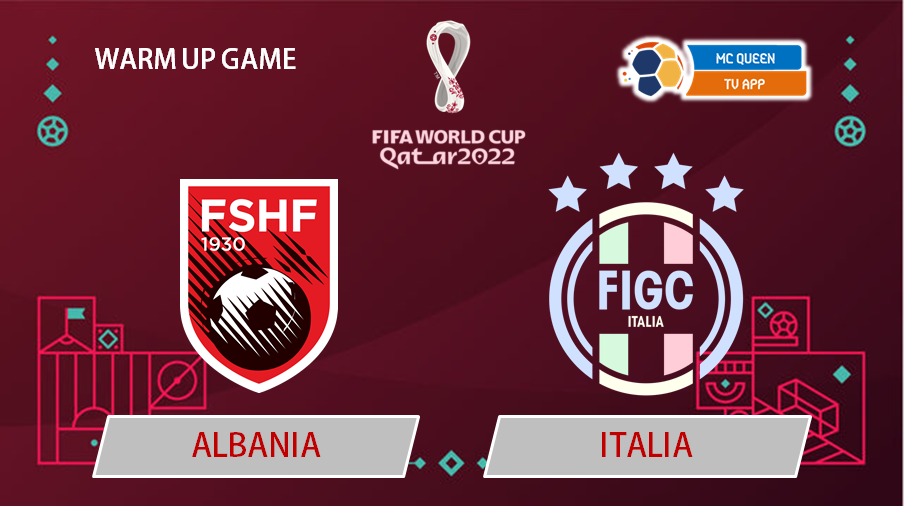 WARM UP GAME
MC QUEEN
TV APP
FIFA WORLD CUP
Qatar2022
FSHF
1930
FIGC
ITALIA
ALBANIA
ITALIA